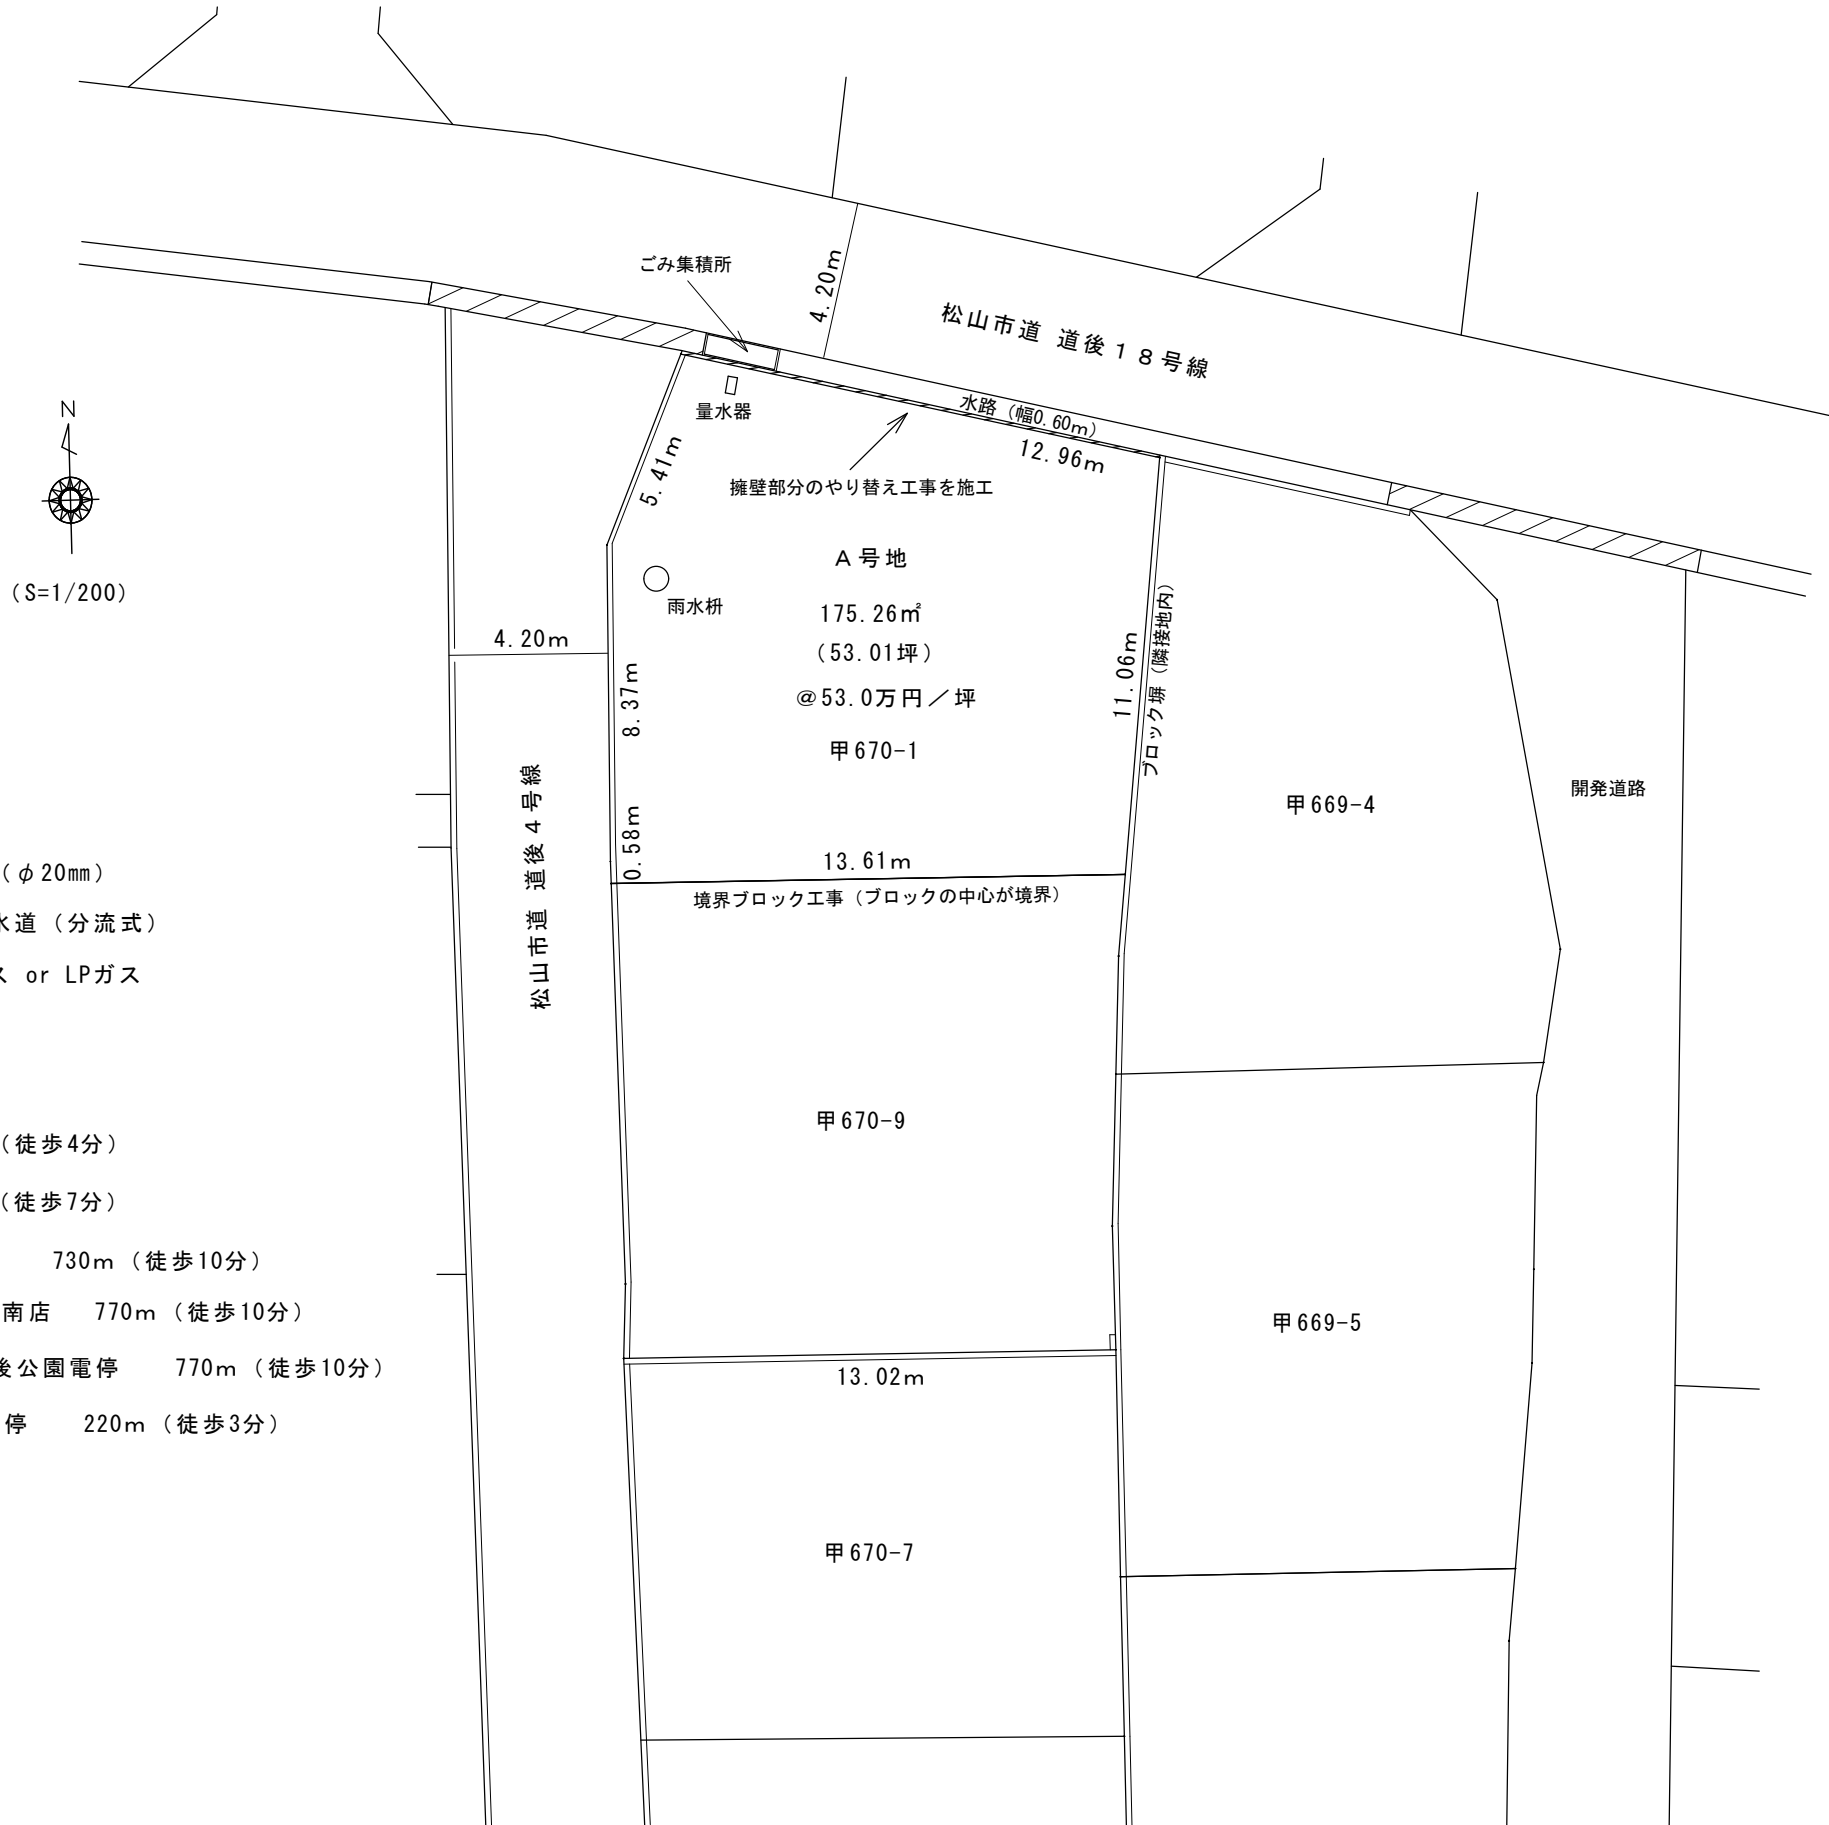 ごみ集積所
4.20m
松山市道 道後18号線
水路（幅0.60m）
量水器
12.96m
5.41m
擁壁部分のやり替え工事を施工
N
（S=1/200）
A号地
175.26㎡
（53.01坪）
@53.0万円／坪
甲670-1
雨水枡
4.20m
8.37m
0.58m
11.06m
ブロック塀（隣接地内）
甲669-4
開発道路
松山市道 道後4号線
13.61m
境界ブロック工事（ブロックの中心が境界）
（φ20㎜）
水道（分流式）
ス or LPガス
甲670-9
（徒歩4分）
（徒歩7分）
730m（徒歩10分）
南店 770m（徒歩10分）
後公園電停 770m（徒歩10分）
停 220m（徒歩3分）
13.02m
甲669-5
甲670-7